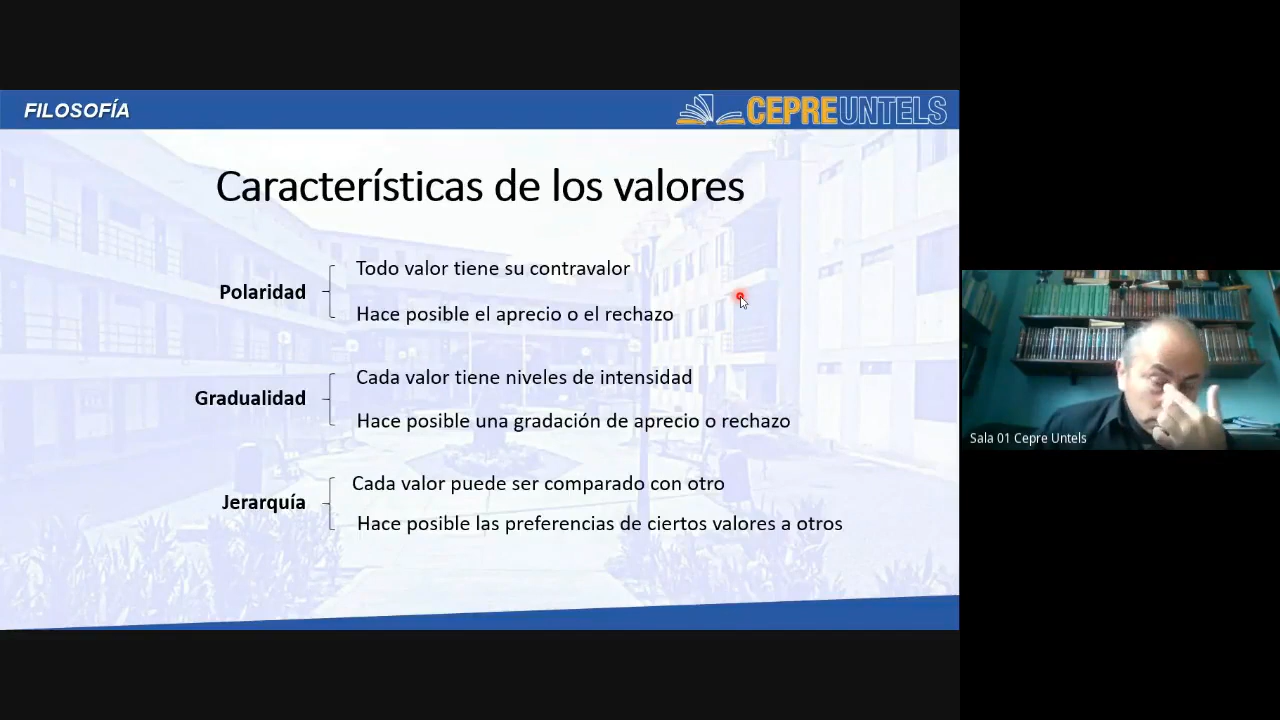 FILOSOFÍA
CEPREUNTELS
Características de los valores
Polaridad
Todo valor tiene su contravalor
Hace posible el aprecio o el rechazo
Gradualidad
Cada valor tiene niveles de intensidad
Hace posible una gradación de aprecio o rechazo
Jerarquía
Cada valor puede ser comparado con otro
Hace posible las preferencias de ciertos valores a otros
Sala 01 Cepre Untels